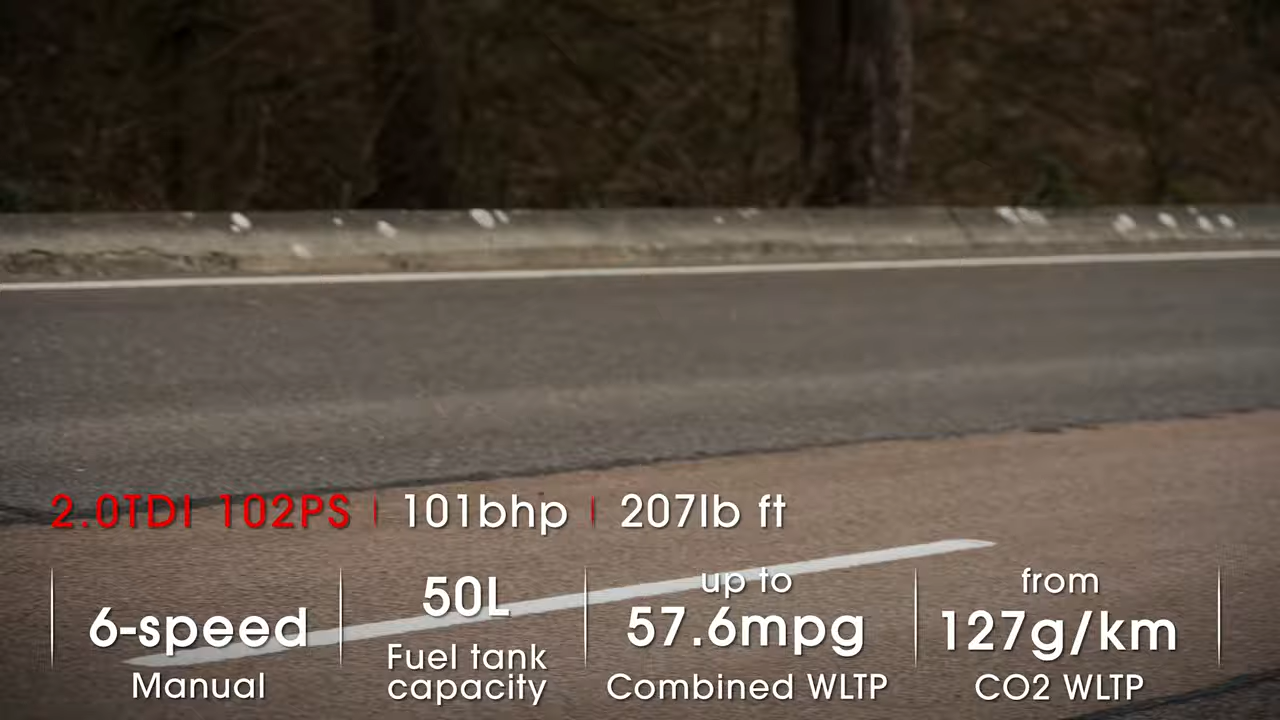 2.0TDI 102PS | 101bhp | 207lb ft
6-speed
Manual
50L
Fuel tank
capacity
up to
57.6mpg
Combined WLTP
from
127g/km
CO2 WLTP